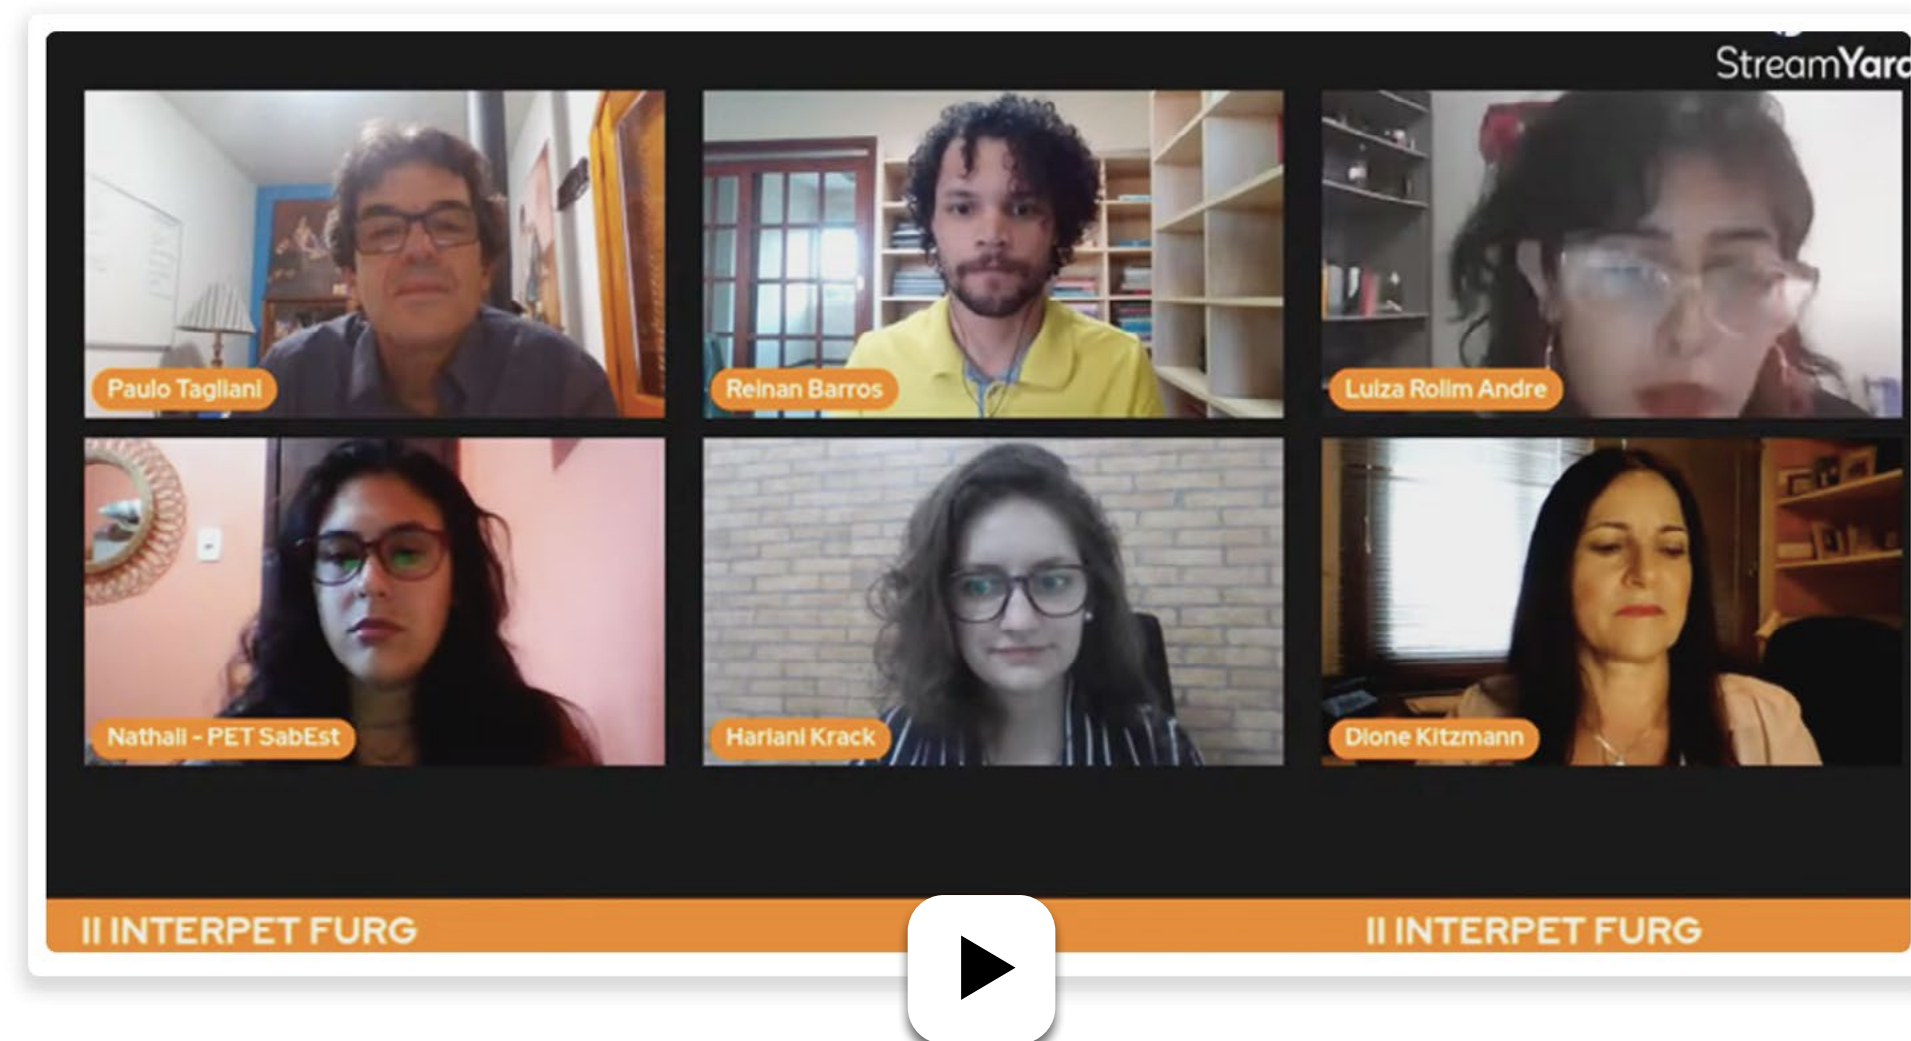 StreamYard
Paulo Tagliani
Reinan Barros
Luiza Rolim Andre
Nathali - PET SabEst
Hariani Krack
Dione Kitzmann
II INTERPET FURG
II INTERPET FURG